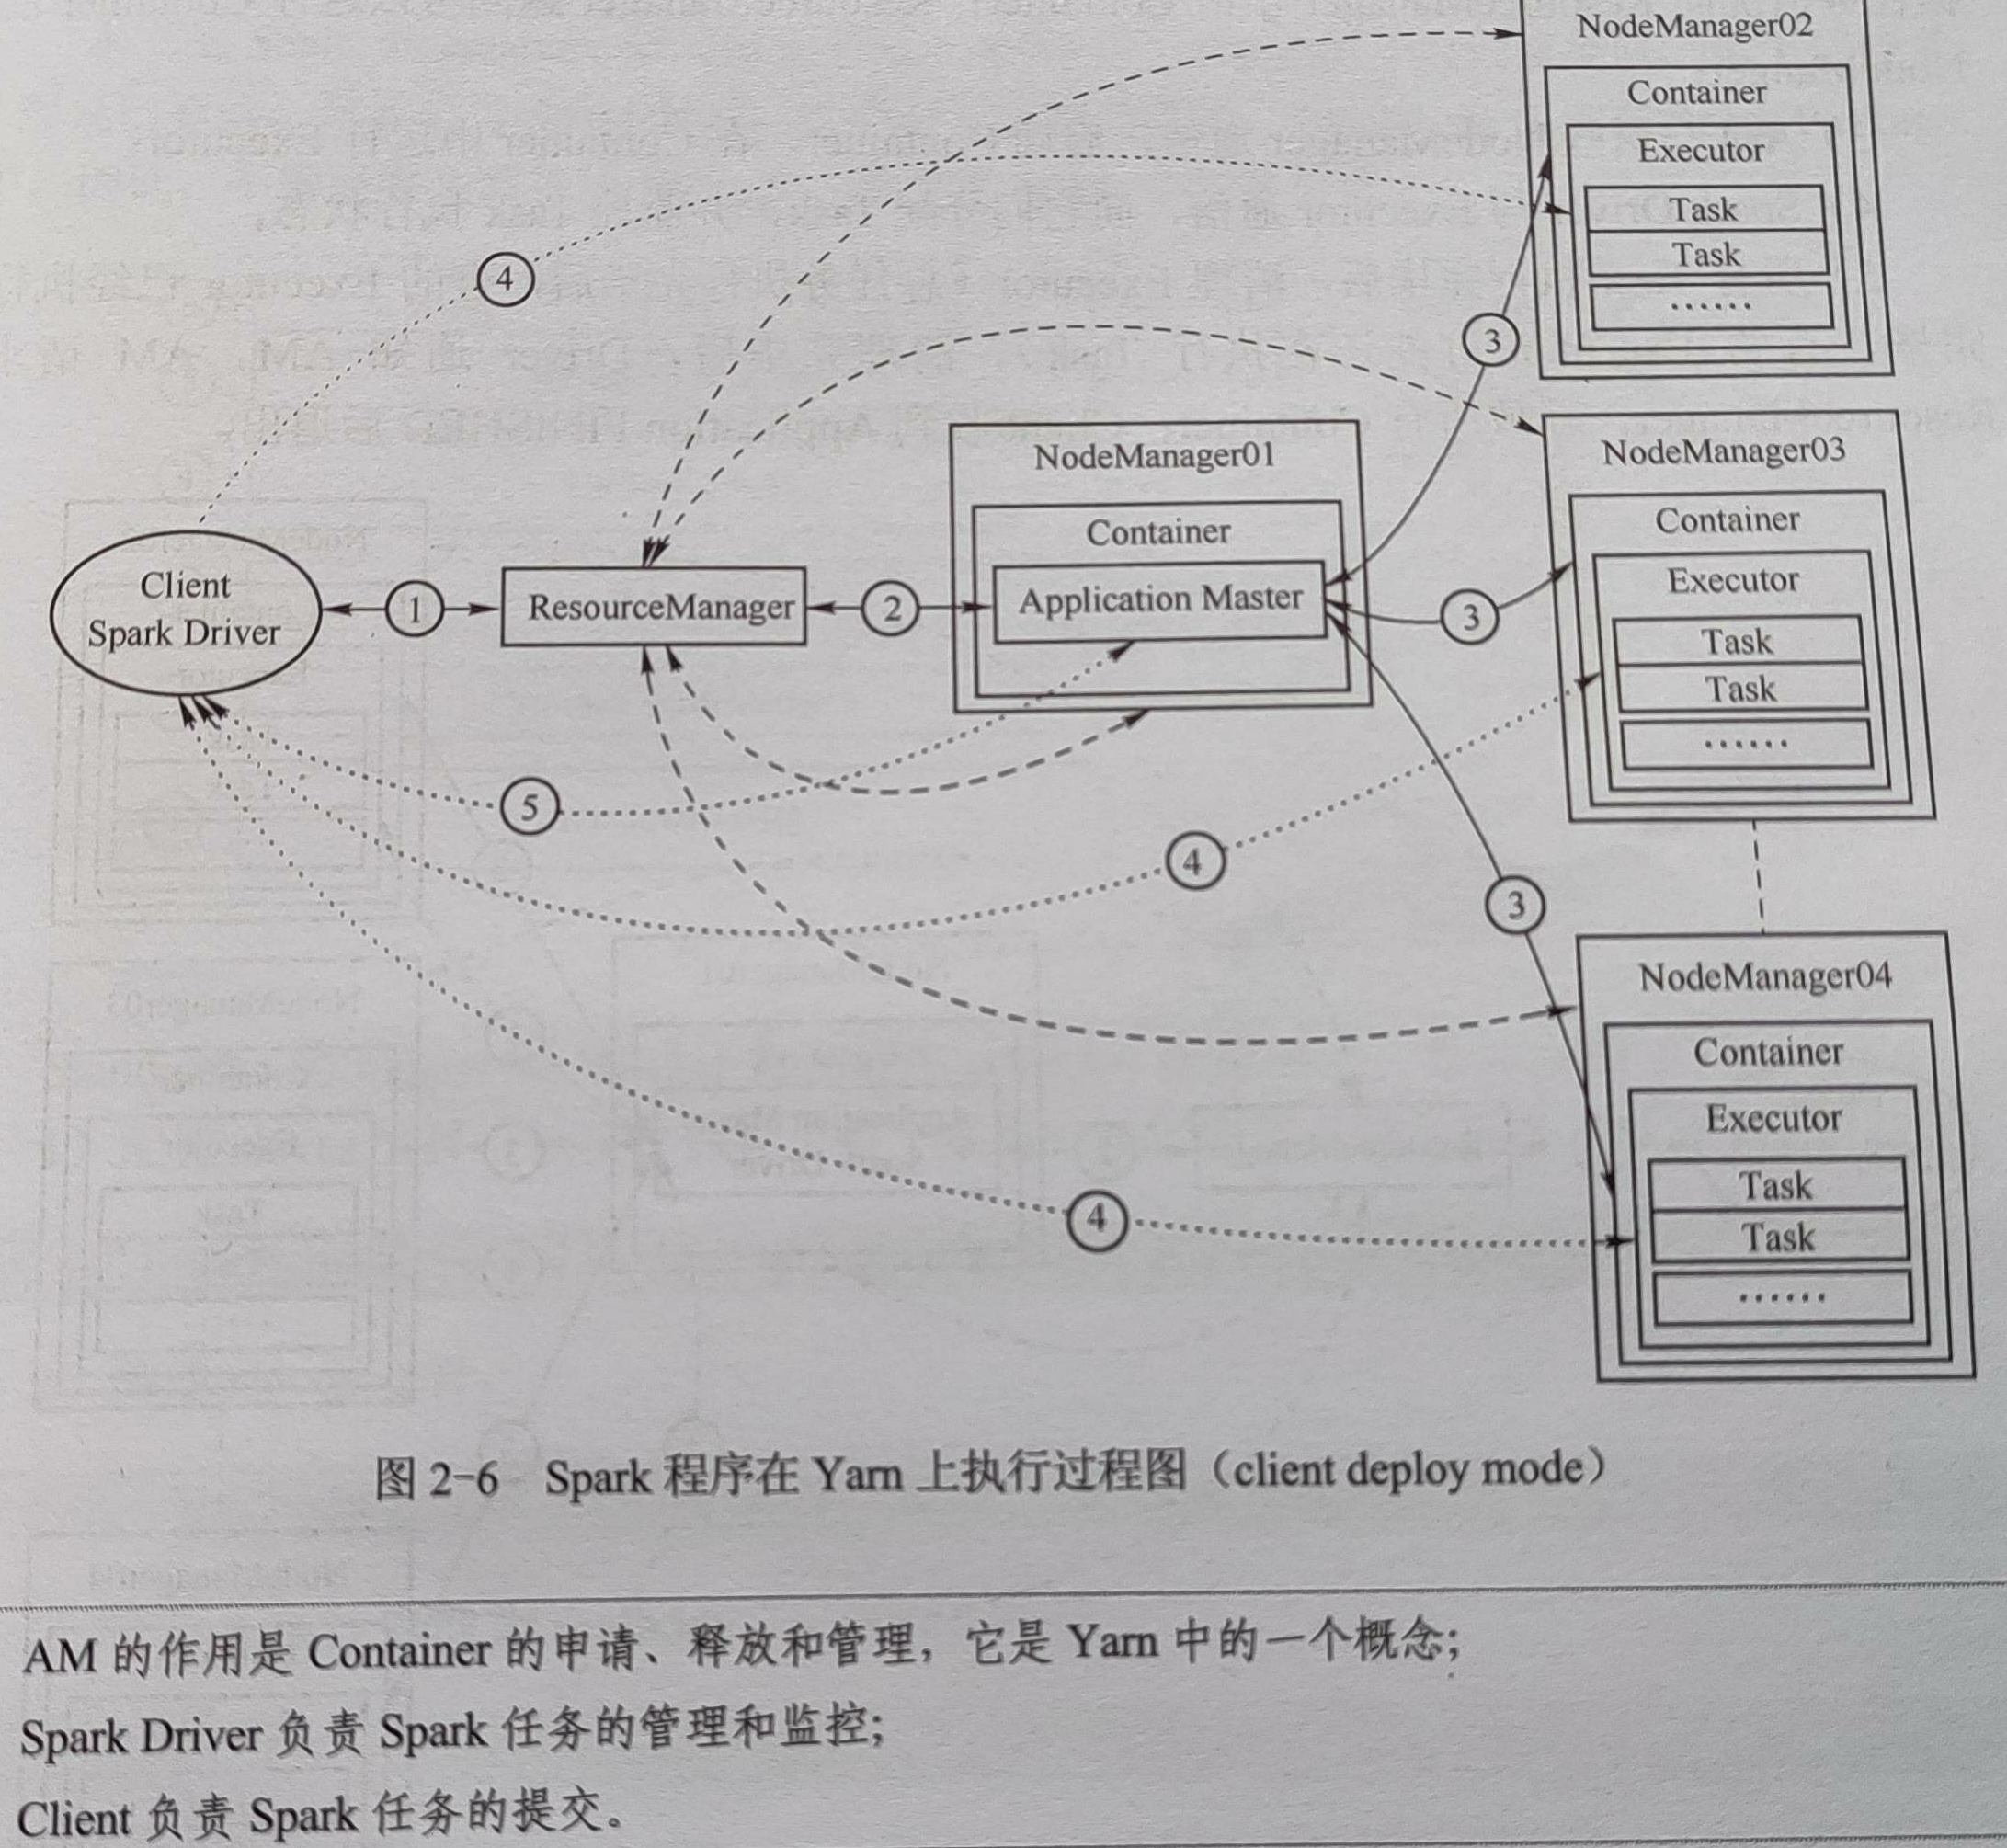 NodeManager02
Container
Executor
Task
Task
······
④
③
NodeManager03
Container
Executor
Task
Task
······
NodeManager01
Container
Application Master
Client
Spark Driver
①
ResourceManager
②
③
⑤
④
③
NodeManager04
Container
Executor
Task
Task
······
④
图 2-6 Spark 程序在 Yarn 上执行过程图（client deploy mode）
AM 的作用是 Container 的申请、释放和管理，它是 Yarn 中的一个概念；
Spark Driver 负责 Spark 任务的管理和监控；
Client 负责 Spark 任务的提交。